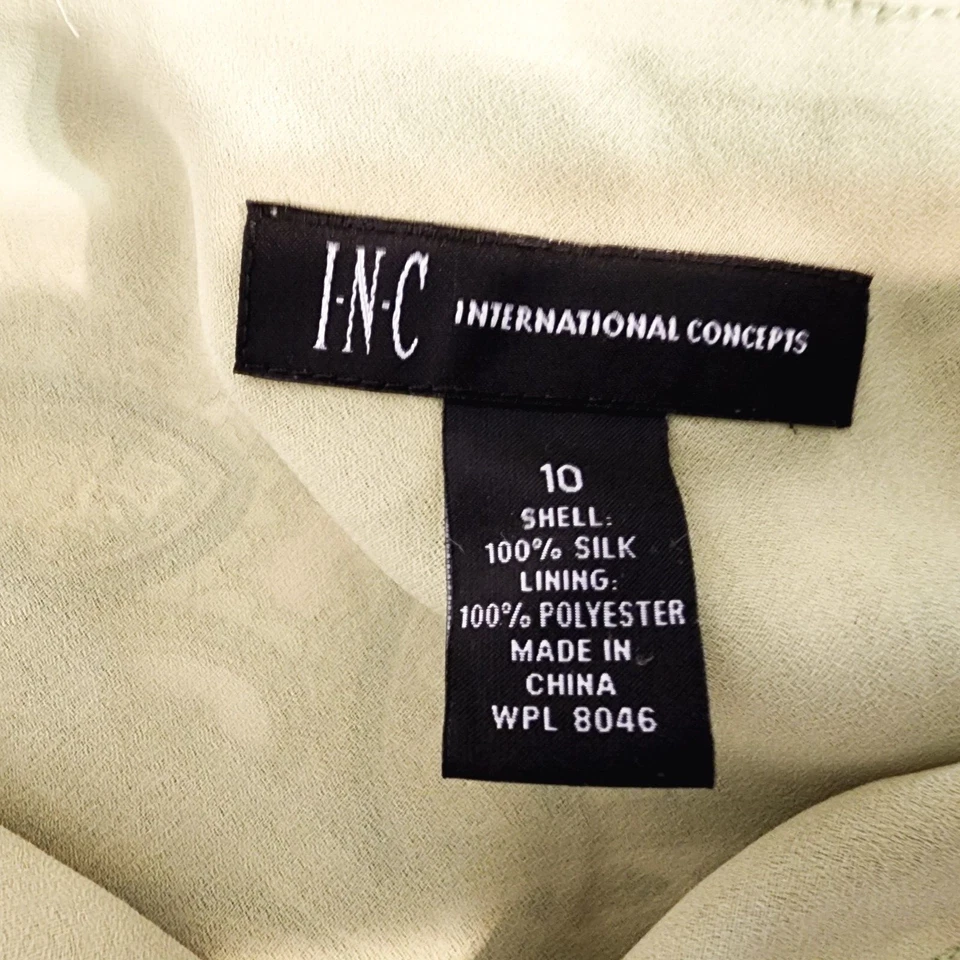 I·N·C INTERNATIONAL CONCEPTS
10
SHELL:
100% SILK
LINING:
100% POLYESTER
MADE IN
CHINA
WPL 8046